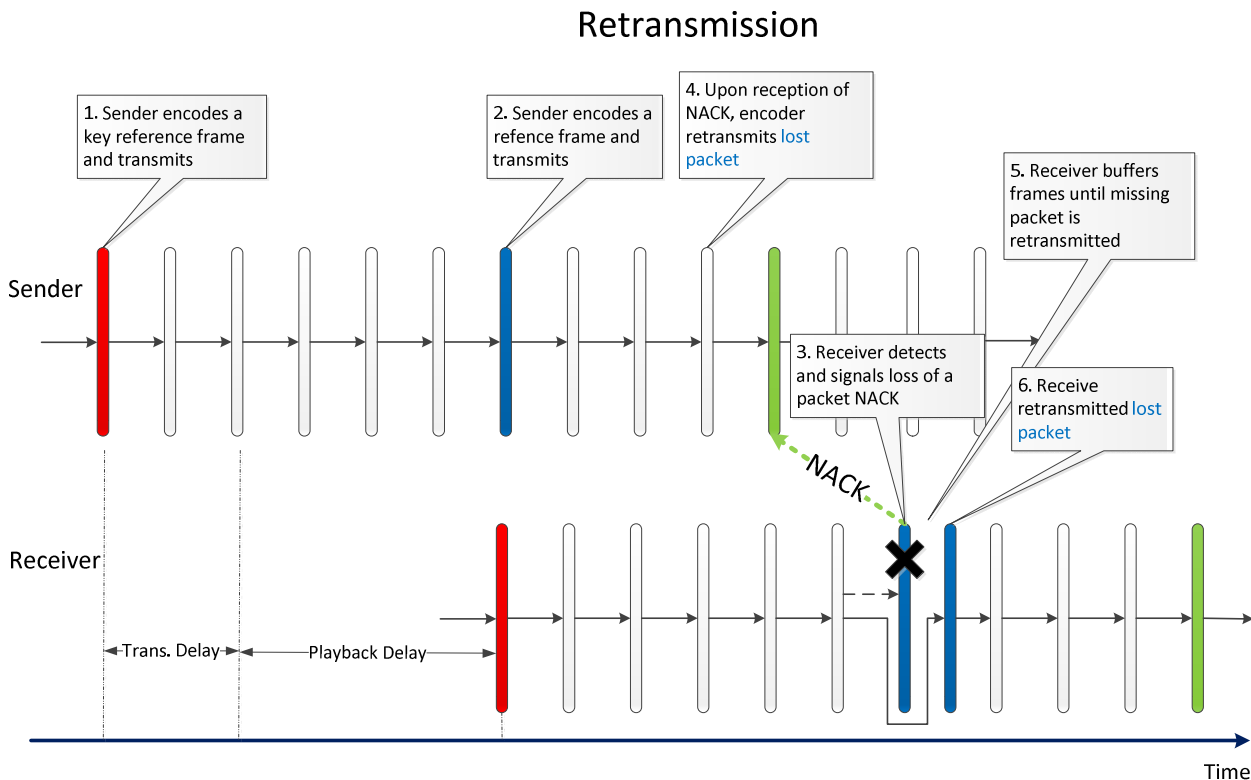 Retransmission
1. Sender encodes a
key reference frame
and transmits
2. Sender encodes a
refence frame and
transmits
4. Upon reception of
NACK, encoder
retransmits lost
packet
5. Receiver buffers
frames until missing
packet is
retransmitted
Sender
3. Receiver detects
and signals loss of a
packet NACK
6. Receive
retransmitted lost
packet
NACK
Receiver
Trans. Delay
Playback Delay
Time